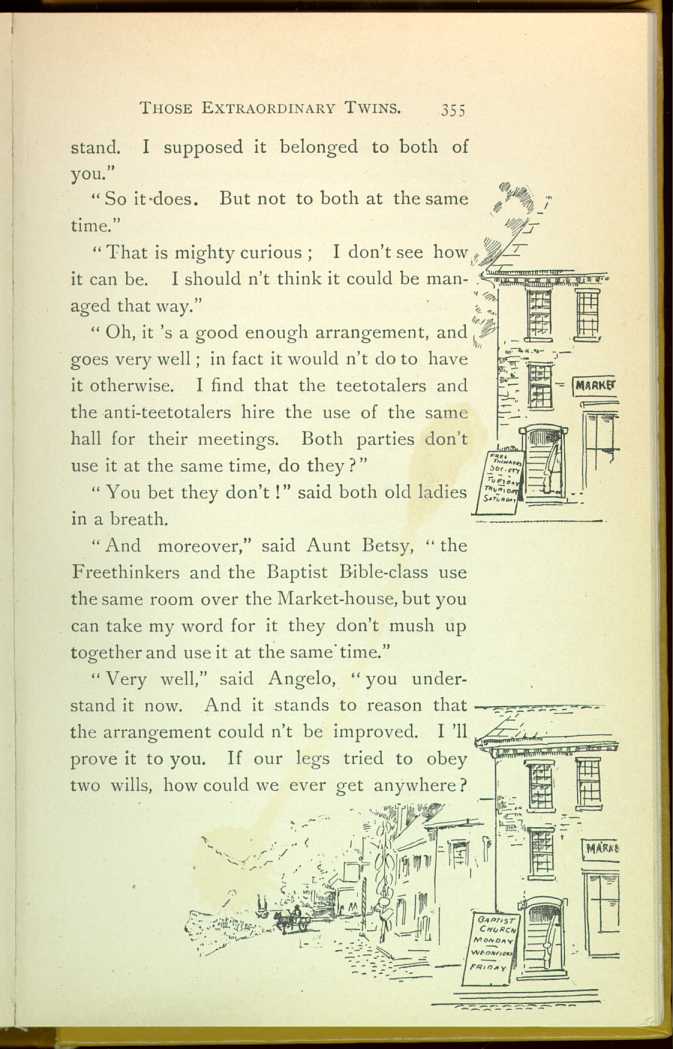 THOSE EXTRAORDINARY TWINS. 355
stand. I supposed it belonged to both of
you."
"So it does. But not to both at the same
time."
"That is mighty curious; I don't see how
it can be. I should n't think it could be man-
aged that way."
"Oh, it 's a good enough arrangement, and
goes very well; in fact it would n't do to have
it otherwise. I find that the teetotalers and
the anti-teetotalers hire the use of the same
hall for their meetings. Both parties don't
use it at the same time, do they?"
"You bet they don't!" said both old ladies
in a breath.
"And moreover," said Aunt Betsy, "the
Freethinkers and the Baptist Bible-class use
the same room over the Market-house, but you
can take my word for it they don't mush up
together and use it at the same time."
"Very well," said Angelo, "you under-
stand it now. And it stands to reason that
the arrangement could n't be improved. I 'll
prove it to you. If our legs tried to obey
two wills, how could we ever get anywhere?
MARKET
FREE
THINKERS
SOCIETY
TUESDAY
THURSDAY
SATURDAY
MARKE
BAPTIST
CHURCH
MONDAY
WEDNESDAY
FRIDAY